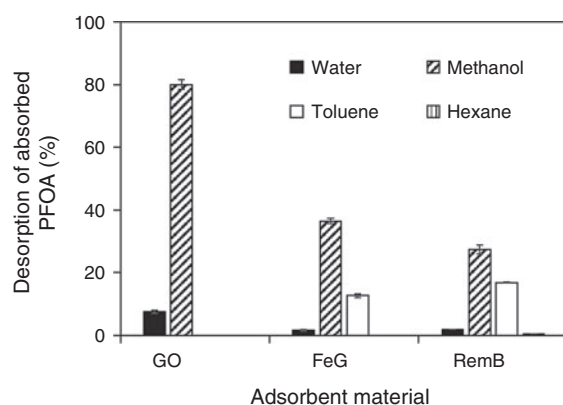 Desorption of absorbed
PFOA (%)
100
80
60
40
20
0
Water
Methanol
Toluene
Hexane
GO
FeG
RemB
Adsorbent material